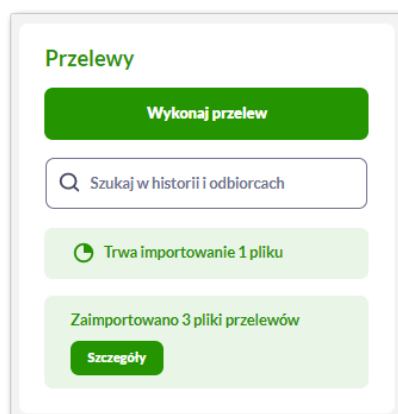 Przelewy
Wykonaj przelew
Szukaj w historii i odbiorcach
Trwa importowanie 1 pliku
Zaimportowano 3 pliki przelewów
Szczegóły